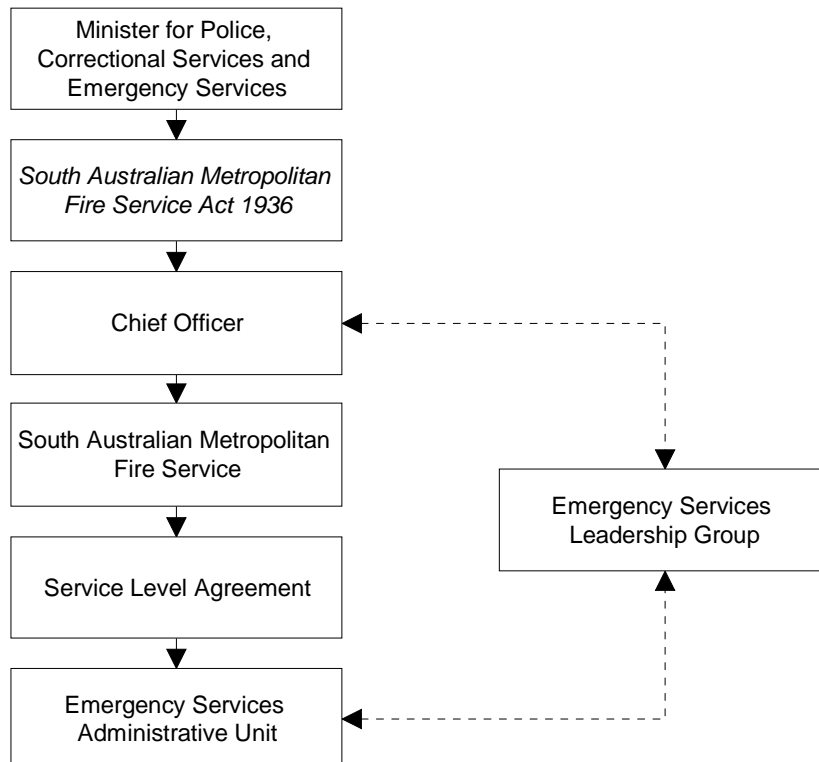 Minister for Police,
Correctional Services and
Emergency Services
South Australian Metropolitan
Fire Service Act 1936
Chief Officer
South Australian Metropolitan
Fire Service
Emergency Services
Leadership Group
Service Level Agreement
Emergency Services
Administrative Unit